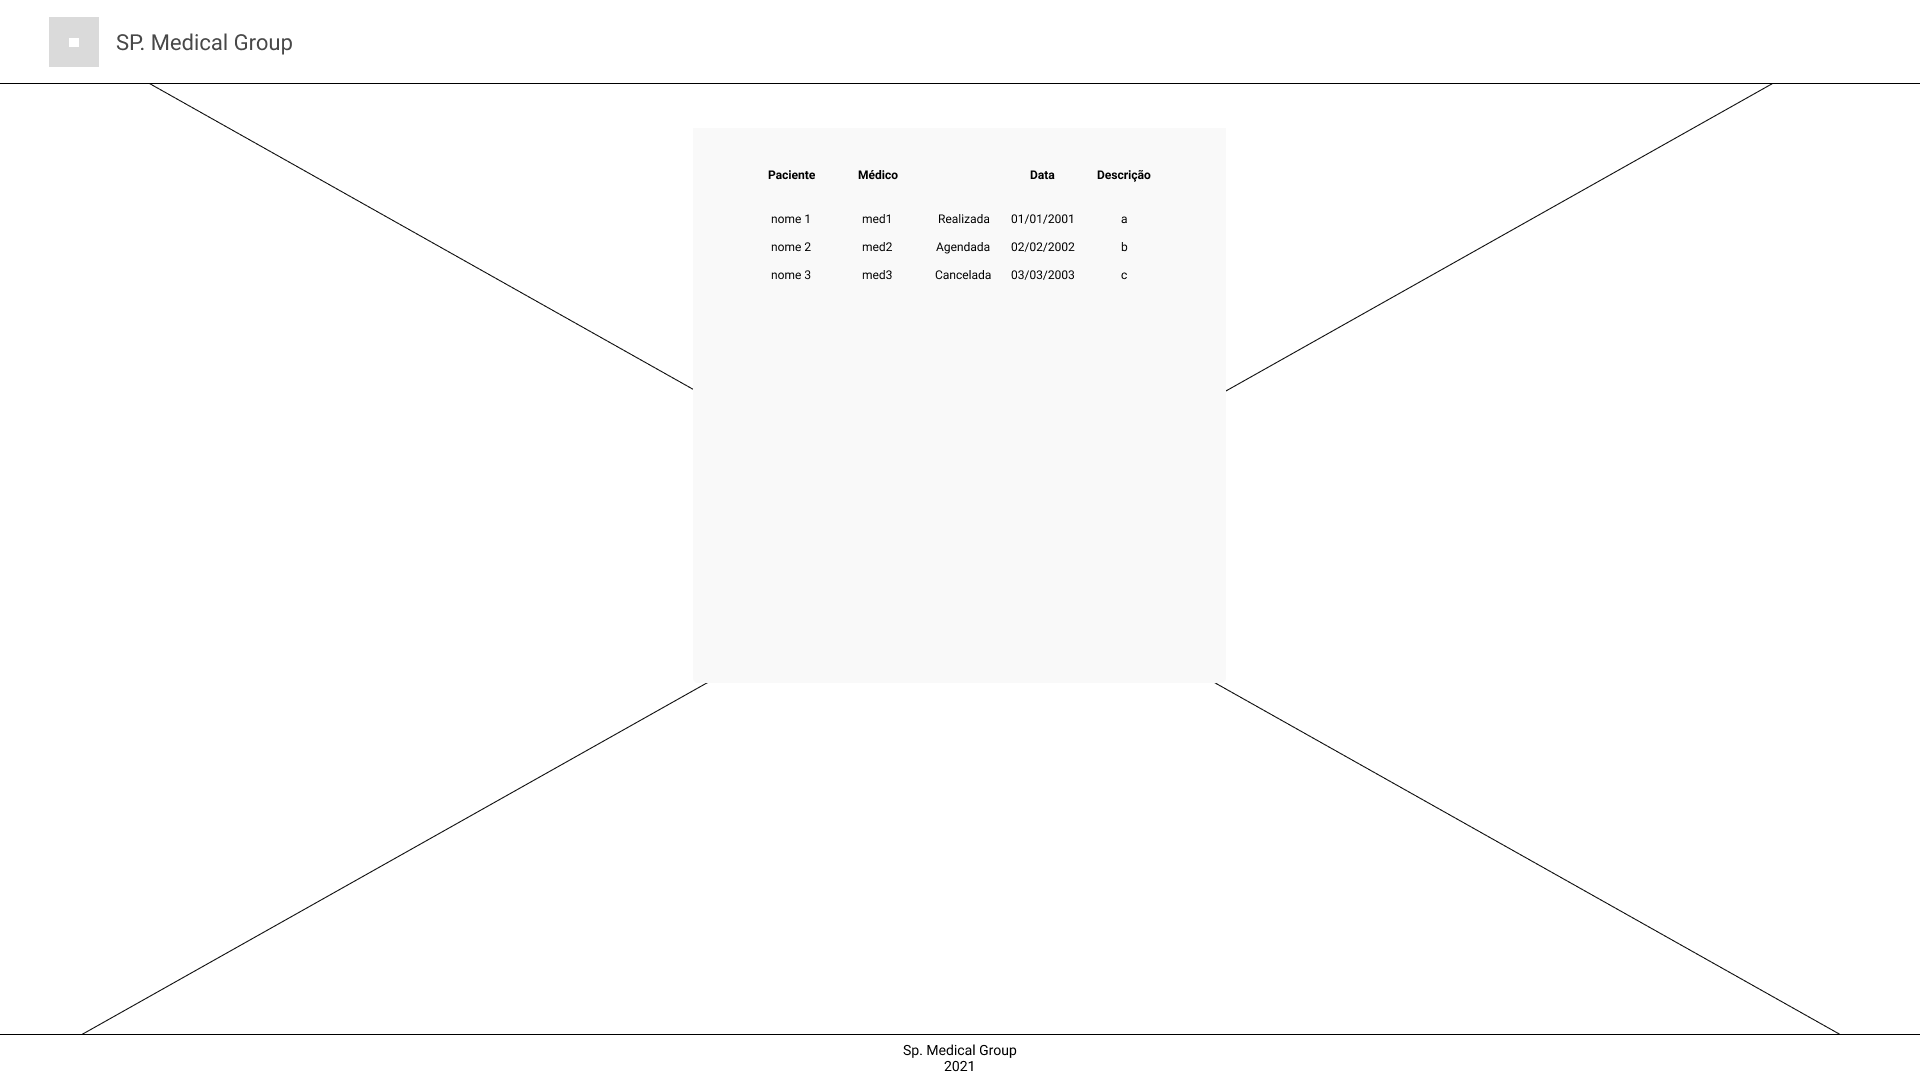 SP. Medical Group
Paciente Médico Data Descrição
nome 1 med1 Realizada 01/01/2001 a
nome 2 med2 Agendada 02/02/2002 b
nome 3 med3 Cancelada 03/03/2003 c
Sp. Medical Group
2021